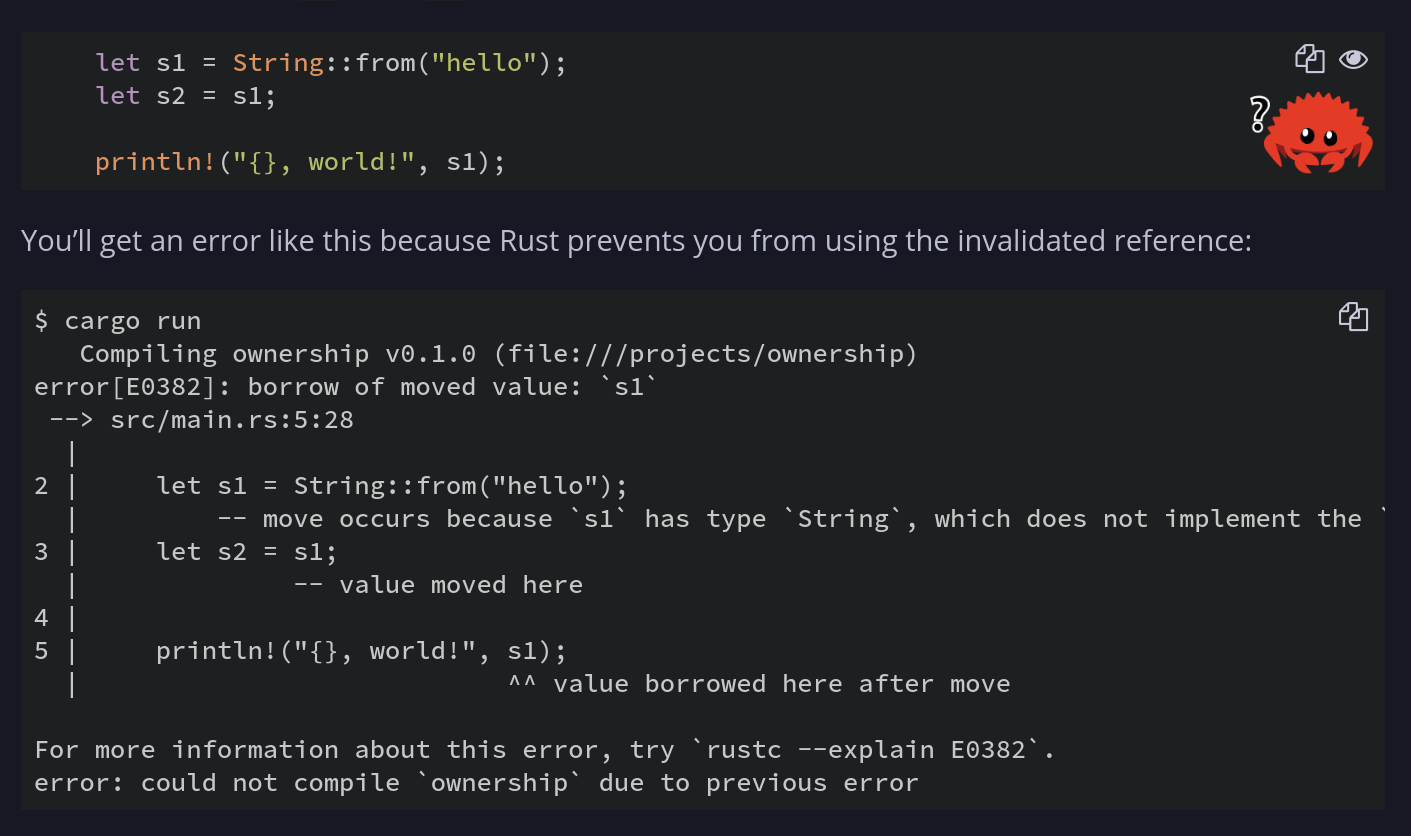 let s1 = String::from("hello");
let s2 = s1;
?
println!("{}, world!", s1);
You’ll get an error like this because Rust prevents you from using the invalidated reference:
$ cargo run
   Compiling ownership v0.1.0 (file:///projects/ownership)
error[E0382]: borrow of moved value: `s1`
 --> src/main.rs:5:28
  |
2 |     let s1 = String::from("hello");
  |         -- move occurs because `s1` has type `String`, which does not implement the `
3 |     let s2 = s1;
  |              -- value moved here
4 |
5 |     println!("{}, world!", s1);
  |                            ^^ value borrowed here after move
For more information about this error, try `rustc --explain E0382`.
error: could not compile `ownership` due to previous error